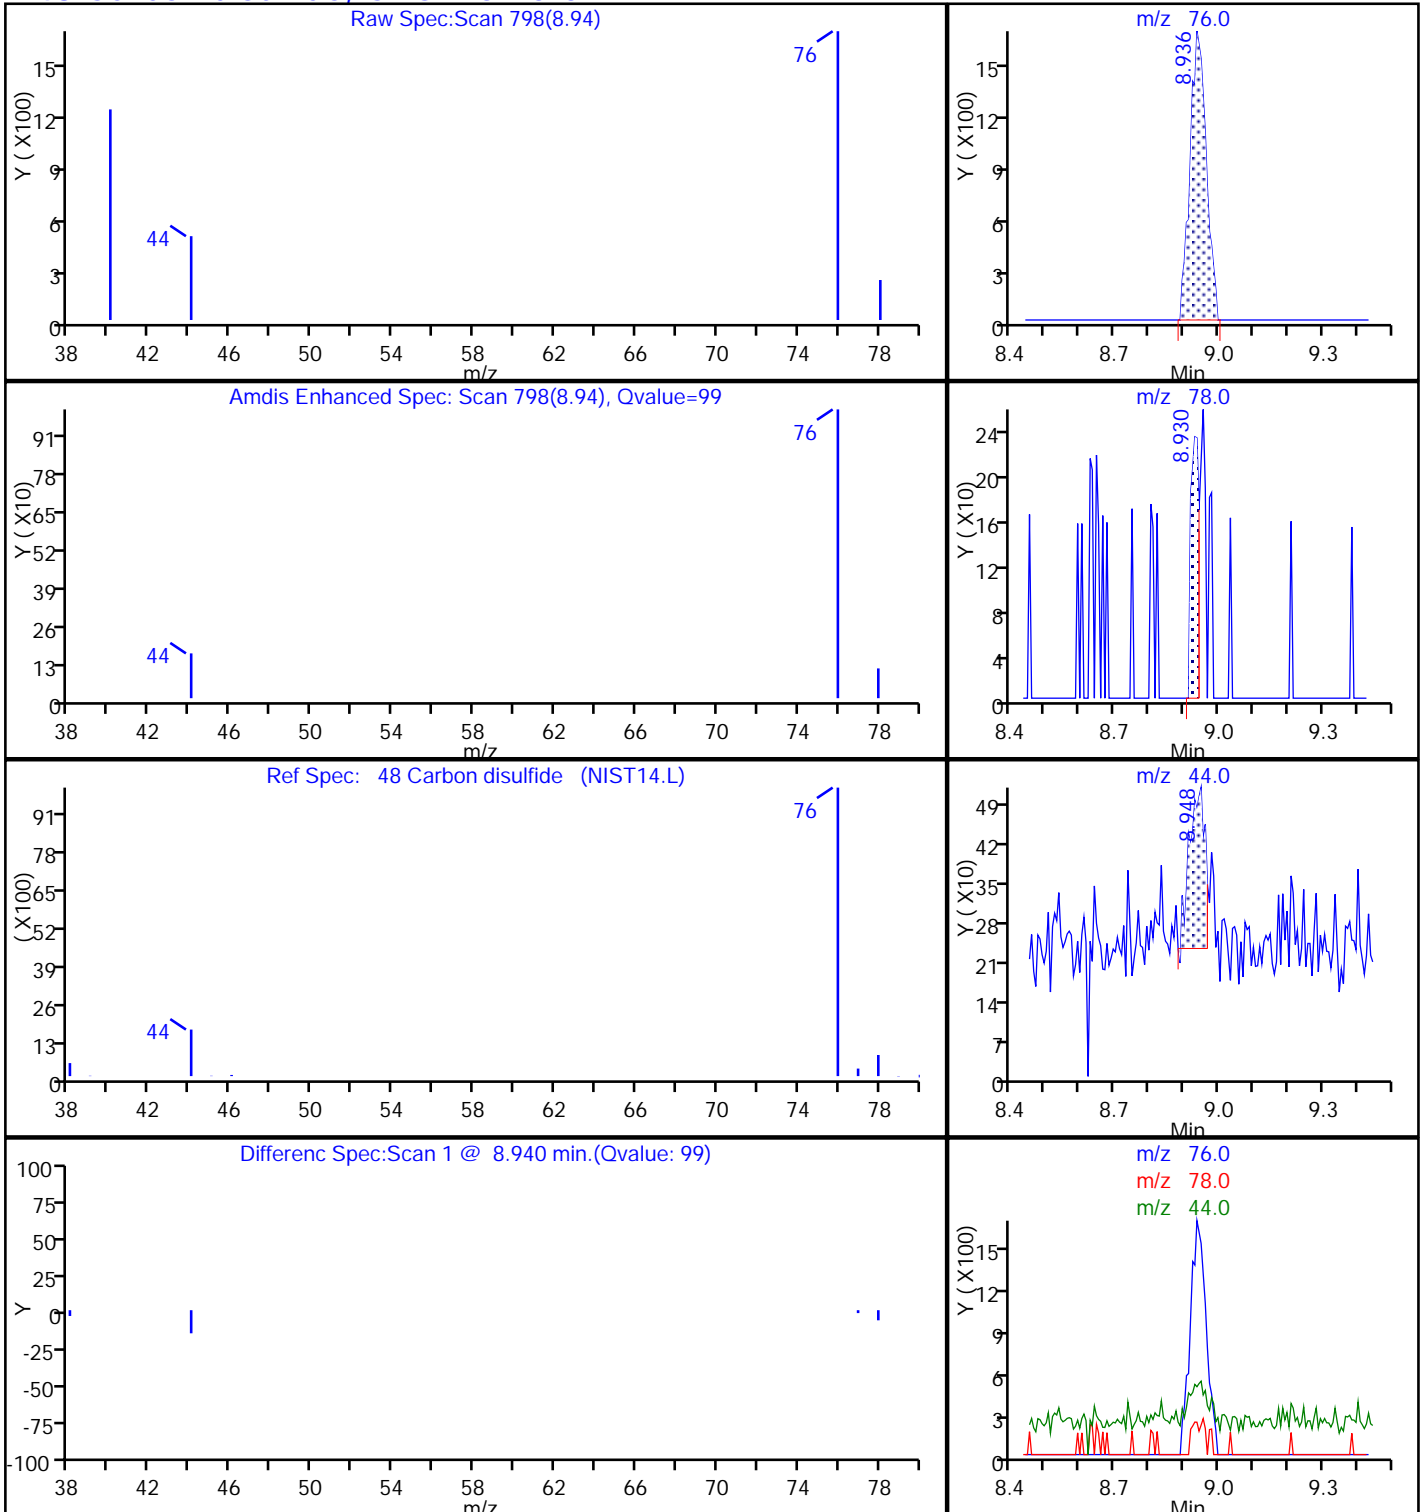 Raw Spec:Scan 798(8.94)
76
44
Y ( X100)
15
12
9
6
3
0
38 42 46 50 54 58 62 66 70 74 78
m/z
m/z 76.0
8.936
Y ( X100)
15
12
9
6
3
0
8.4 8.7 9.0 9.3
Min
Amdis Enhanced Spec: Scan 798(8.94), Qvalue=99
76
44
Y ( X10)
91
78
65
52
39
26
13
0
38 42 46 50 54 58 62 66 70 74 78
m/z
m/z 78.0
8.930
Y ( X10)
24
20
16
12
8
4
0
8.4 8.7 9.0 9.3
Min
Ref Spec: 48 Carbon disulfide (NIST14.L)
76
44
(X100)
91
78
65
52
39
26
13
0
38 42 46 50 54 58 62 66 70 74 78
m/z
m/z 44.0
8.948
Y ( X10)
49
42
35
28
21
14
7
0
8.4 8.7 9.0 9.3
Min
Differenc Spec:Scan 1 @ 8.940 min.(Qvalue: 99)
Y
100
75
50
25
0
-25
-50
-75
-100
38 42 46 50 54 58 62 66 70 74 78
m/z
m/z 76.0
m/z 78.0
m/z 44.0
Y ( X100)
15
12
9
6
3
0
8.4 8.7 9.0 9.3
Min